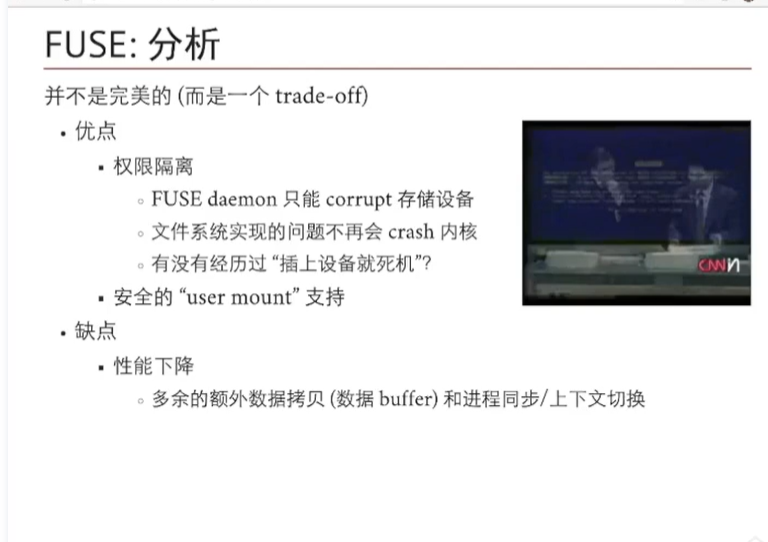 FUSE: 分析
并不是完美的 (而是一个 trade-off)
优点
权限隔离
FUSE daemon 只能 corrupt 存储设备
文件系统实现的问题不再会 crash 内核
有没有经历过 “插上设备就死机”?
安全的 “user mount” 支持
缺点
性能下降
多余的额外数据拷贝 (数据 buffer) 和进程同步/上下文切换
CNN